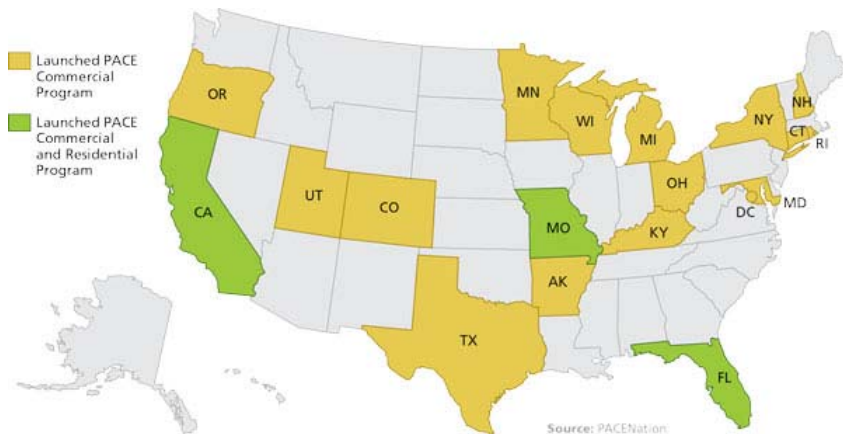 Launched PACE
Commercial
Program
Launched PACE
Commercial
and Residential
Program
OR
CA
UT
CO
TX
MN
WI
MI
MO
AK
OH
KY
NY
NH
CT
RI
DC
MD
FL
Source: PACENation